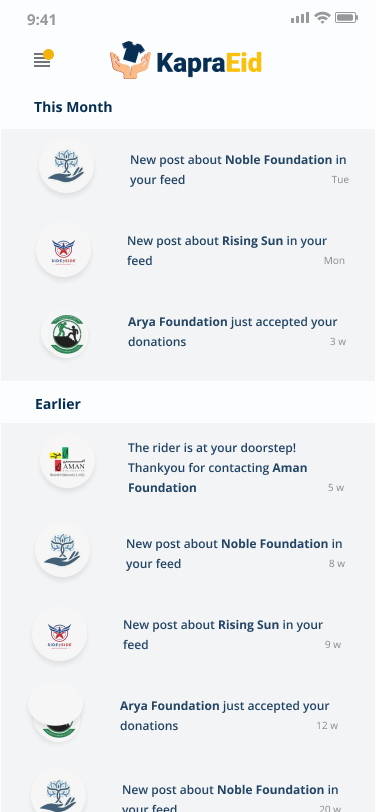 9:41
KapraEid
This Month
New post about Noble Foundation in
your feed
Tue
New post about Rising Sun in your
feed
Mon
Arya Foundation just accepted your
donations
3 w
Earlier
The rider is at your doorstep!
Thankyou for contacting Aman
Foundation
5 w
AMAN
New post about Noble Foundation in
your feed
8 w
New post about Rising Sun in your
feed
9 w
Arya Foundation just accepted your
donations
12 w
New post about Noble Foundation in
your feed
20 w